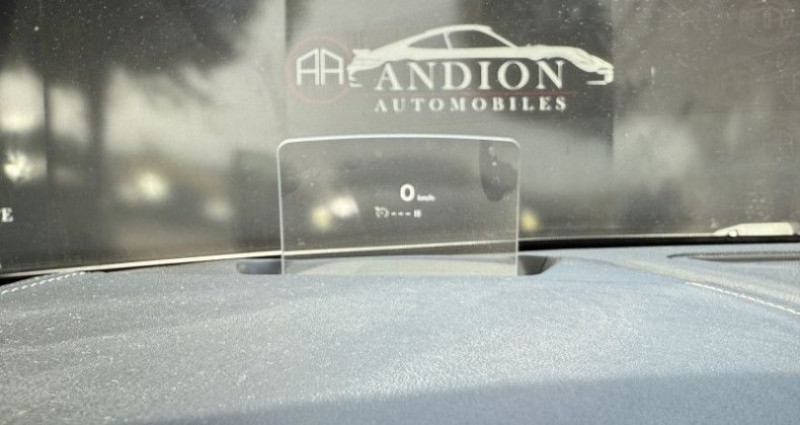 AA ANDION
AUTOMOBILES
0 km/h
E